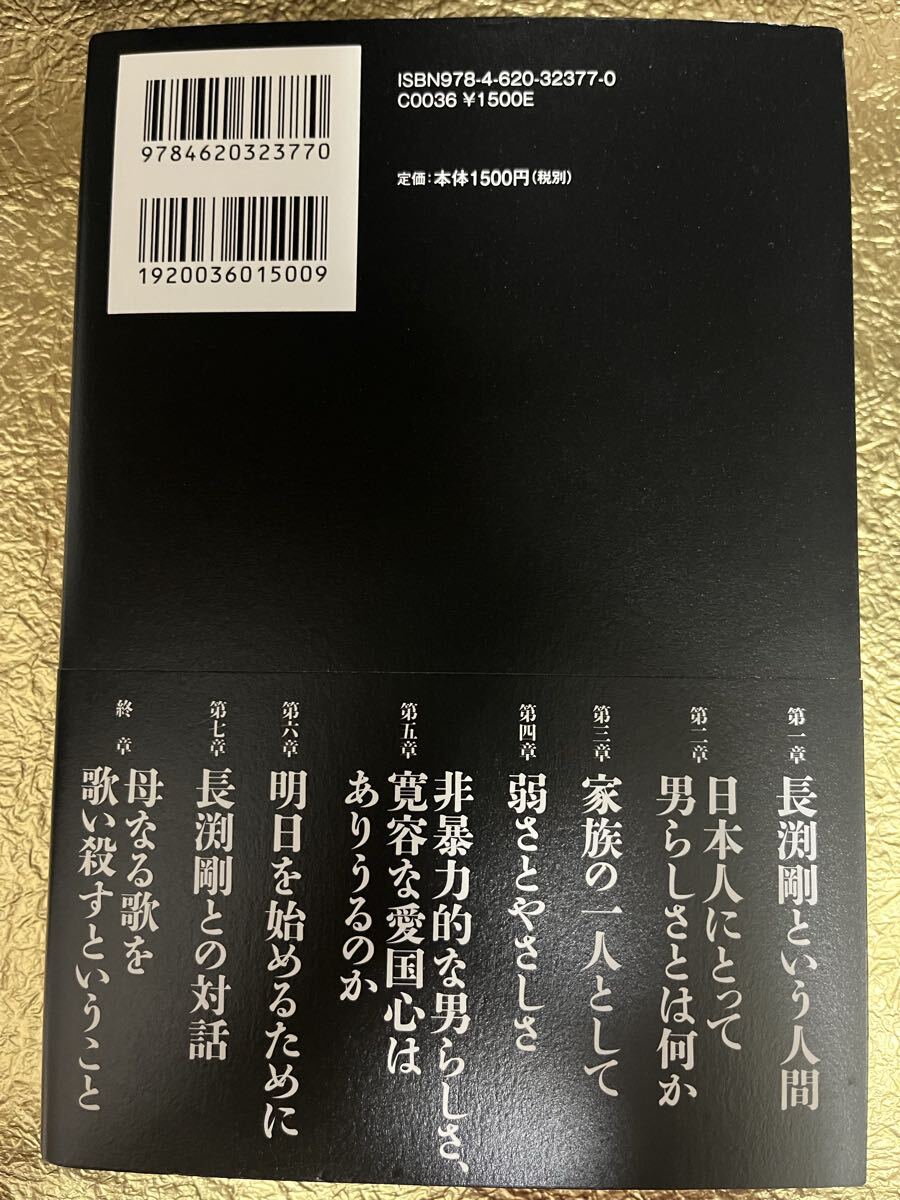 9784620323770
1920036015009
ISBN978-4-620-32377-0
C0036 ¥1500E
定価：本体1500円（税別）
第一章
長渕剛という人間
第二章
日本人にとって
男らしさとは何か
第三章
家族の一人として
第四章
弱さとやさしさ
第五章
非暴力的な男らしさ、
寛容な愛国心は
ありうるのか
第六章
明日を始めるために
第七章
長渕剛との対話
終　章
母なる歌を
歌い殺すということ